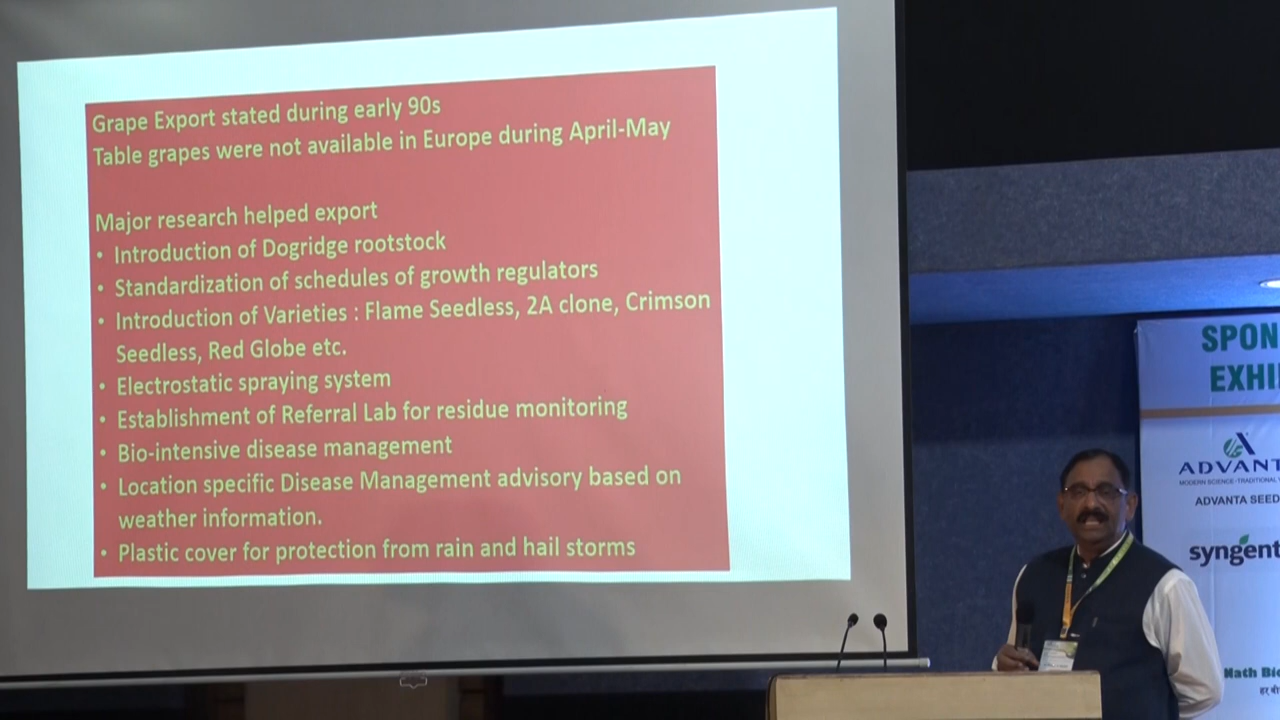 Grape Export stated during early 90s
Table grapes were not available in Europe during April-May
Major research helped export
• Introduction of Dogridge rootstock
• Standardization of schedules of growth regulators
• Introduction of Varieties : Flame Seedless, 2A clone, Crimson
Seedless, Red Globe etc.
• Electrostatic spraying system
• Establishment of Referral Lab for residue monitoring
• Bio-intensive disease management
• Location specific Disease Management advisory based on
weather information.
• Plastic cover for protection from rain and hail storms
SPON
EXHI
ADVANT
MODERN SCIENCE · TRADITIONAL
ADVANTA SEED
syngent
Nath Bio